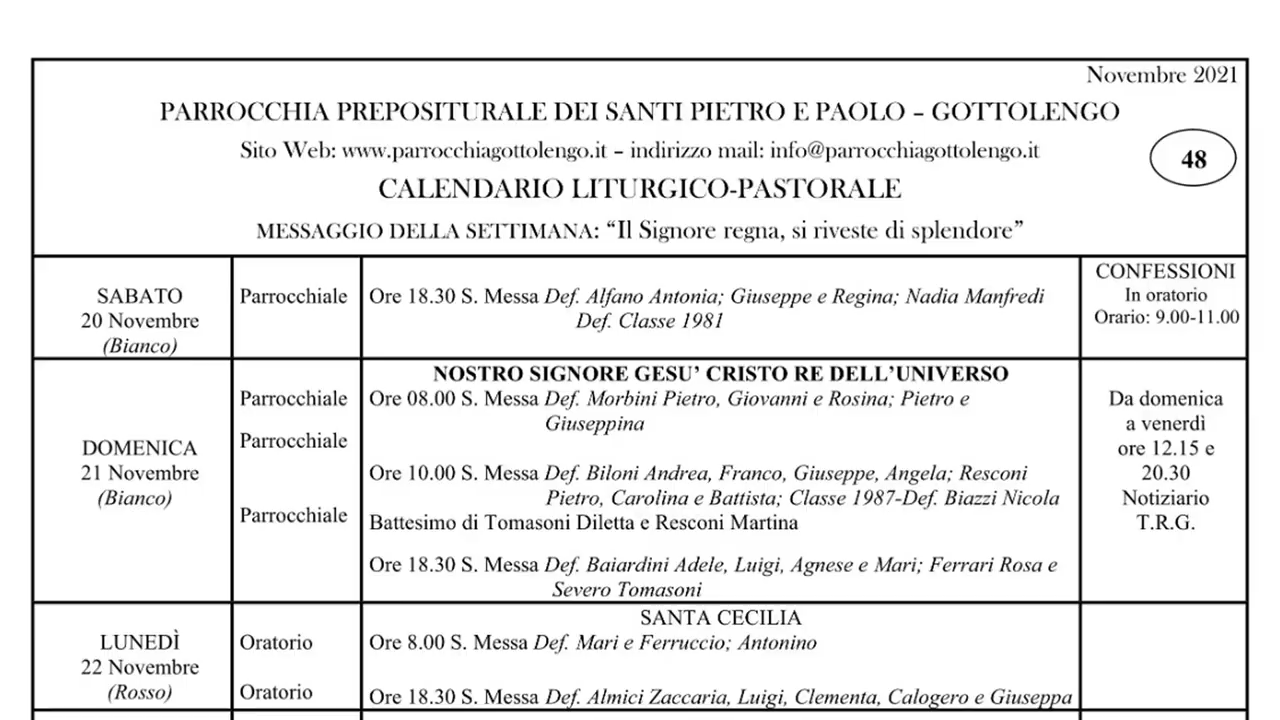 Novembre 2021
PARROCCHIA PREPOSITURALE DEI SANTI PIETRO E PAOLO – GOTTOLENGO
Sito Web: www.parrocchiagottolengo.it – indirizzo mail: info@parrocchiagottolengo.it
48
CALENDARIO LITURGICO-PASTORALE
MESSAGGIO DELLA SETTIMANA: “Il Signore regna, si riveste di splendore”
SABATO
20 Novembre
(Bianco)
Parrocchiale
Ore 18.30 S. Messa Def. Alfano Antonia; Giuseppe e Regina; Nadia Manfredi
Def. Classe 1981
CONFESSIONI
In oratorio
Orario: 9.00-11.00
DOMENICA
21 Novembre
(Bianco)
Parrocchiale
Parrocchiale
Parrocchiale
NOSTRO SIGNORE GESU’ CRISTO RE DELL’UNIVERSO
Ore 08.00 S. Messa Def. Morbini Pietro, Giovanni e Rosina; Pietro e
Giuseppina
Ore 10.00 S. Messa Def. Biloni Andrea, Franco, Giuseppe, Angela; Resconi
Pietro, Carolina e Battista; Classe 1987-Def. Biazzi Nicola
Battesimo di Tomasoni Diletta e Resconi Martina
Ore 18.30 S. Messa Def. Baiardini Adele, Luigi, Agnese e Mari; Ferrari Rosa e
Severo Tomasoni
Da domenica
a venerdì
ore 12.15 e
20.30
Notiziario
T.R.G.
LUNEDÌ
22 Novembre
(Rosso)
Oratorio
Oratorio
SANTA CECILIA
Ore 8.00 S. Messa Def. Mari e Ferruccio; Antonino
Ore 18.30 S. Messa Def. Almici Zaccaria, Luigi, Clementa, Calogero e Giuseppa